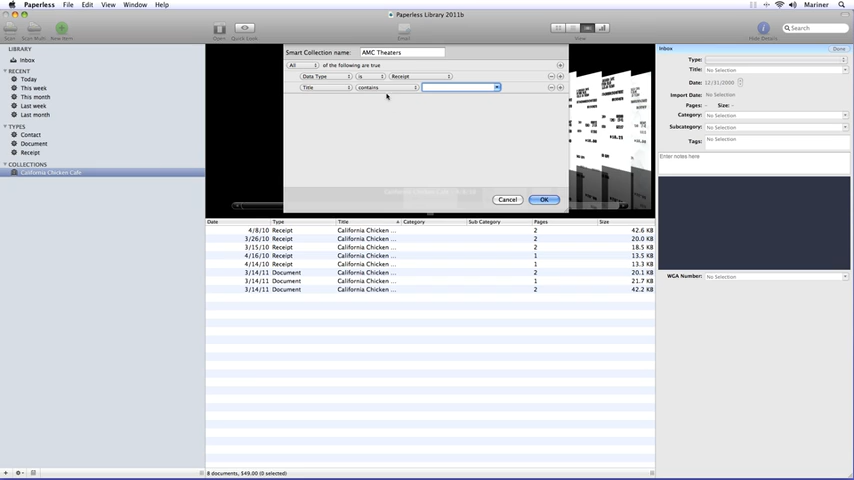 Paperless File Edit View Window Help Mariner
Paperless Library 2011b
Scan Scan Multi New Item Quick Look Email View Hide Details Search
LIBRARY
Inbox
RECENT
Today
This week
This month
Last week
Last month
TYPES
Contact
Document
Receipt
COLLECTIONS
California Chicken Cafe
Smart Collection name: AMC Theaters
All of the following are true
Data Type is Receipt
Title contains
Cancel OK
Date Type Title Category Sub Category Pages Size
4/8/10 Receipt California Chicken ... 2 42.6 KB
3/26/10 Receipt California Chicken ... 2 20.0 KB
3/15/10 Receipt California Chicken ... 2 18.5 KB
4/16/10 Receipt California Chicken ... 1 13.5 KB
4/14/10 Receipt California Chicken ... 1 13.3 KB
3/14/11 Document California Chicken ... 2 20.1 KB
3/14/11 Document California Chicken ... 1 21.7 KB
3/14/11 Document California Chicken ... 2 42.2 KB
8 documents, $49.00 (0 selected)
Inbox Done
Type:
Title: No Selection
Date: 12/31/2000
Import Date: No Selection
Pages: -- Size: --
Category: No Selection
Subcategory: No Selection
Tags: No Selection
Enter notes here
WGA Number: No Selection